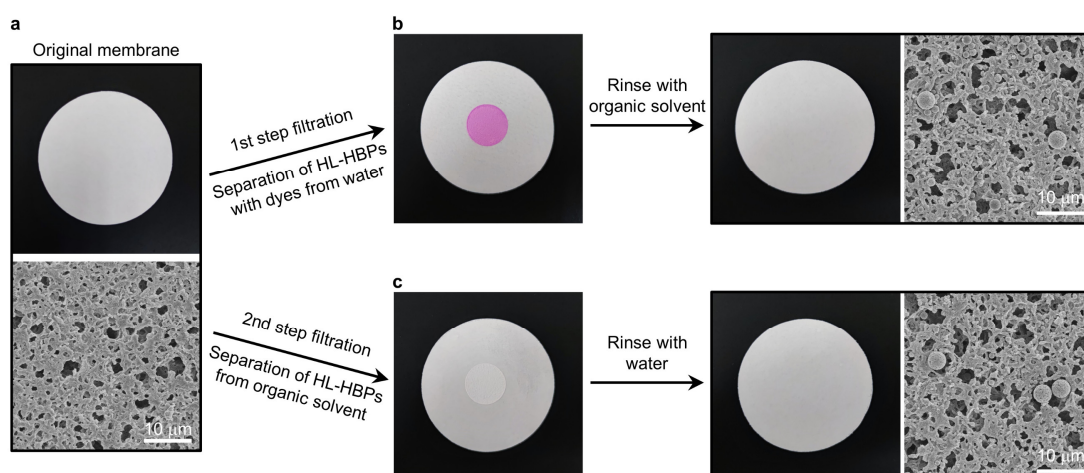 a
Original membrane
10 μm
1st step filtration
Separation of HL-HBPs
with dyes from water
2nd step filtration
Separation of HL-HBPs
from organic solvent
b
Rinse with
organic solvent
10 μm
c
Rinse with
water
10 μm